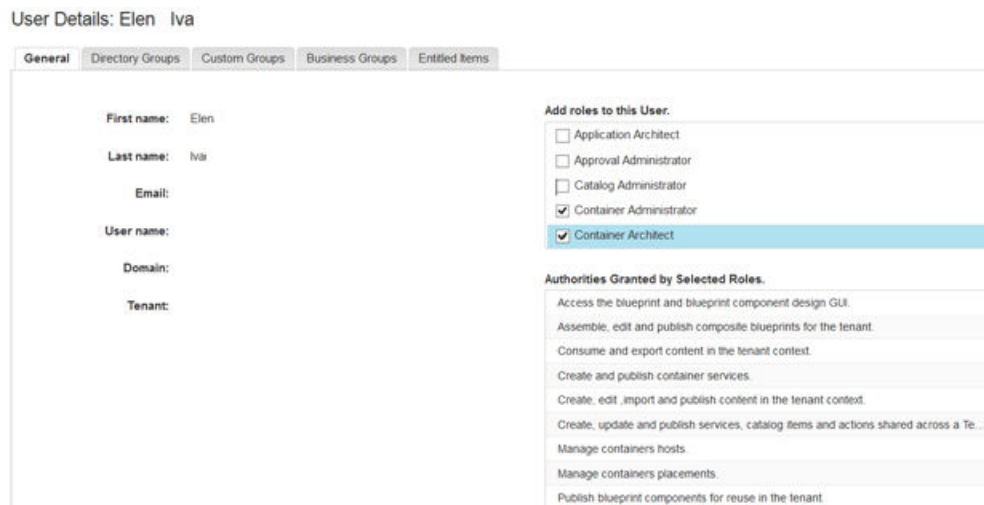 User Details: Elen Iva
General Directory Groups Custom Groups Business Groups Entitled Items
First name: Elen
Last name: Iva
Email:
User name:
Domain:
Tenant:
Add roles to this User.
Application Architect
Approval Administrator
Catalog Administrator
Container Administrator
Container Architect
Authorities Granted by Selected Roles.
Access the blueprint and blueprint component design GUI.
Assemble, edit and publish composite blueprints for the tenant.
Consume and export content in the tenant context.
Create and publish container services.
Create, edit ,import and publish content in the tenant context.
Create, update and publish services, catalog items and actions shared across a Te...
Manage containers hosts.
Manage containers placements.
Publish blueprint components for reuse in the tenant